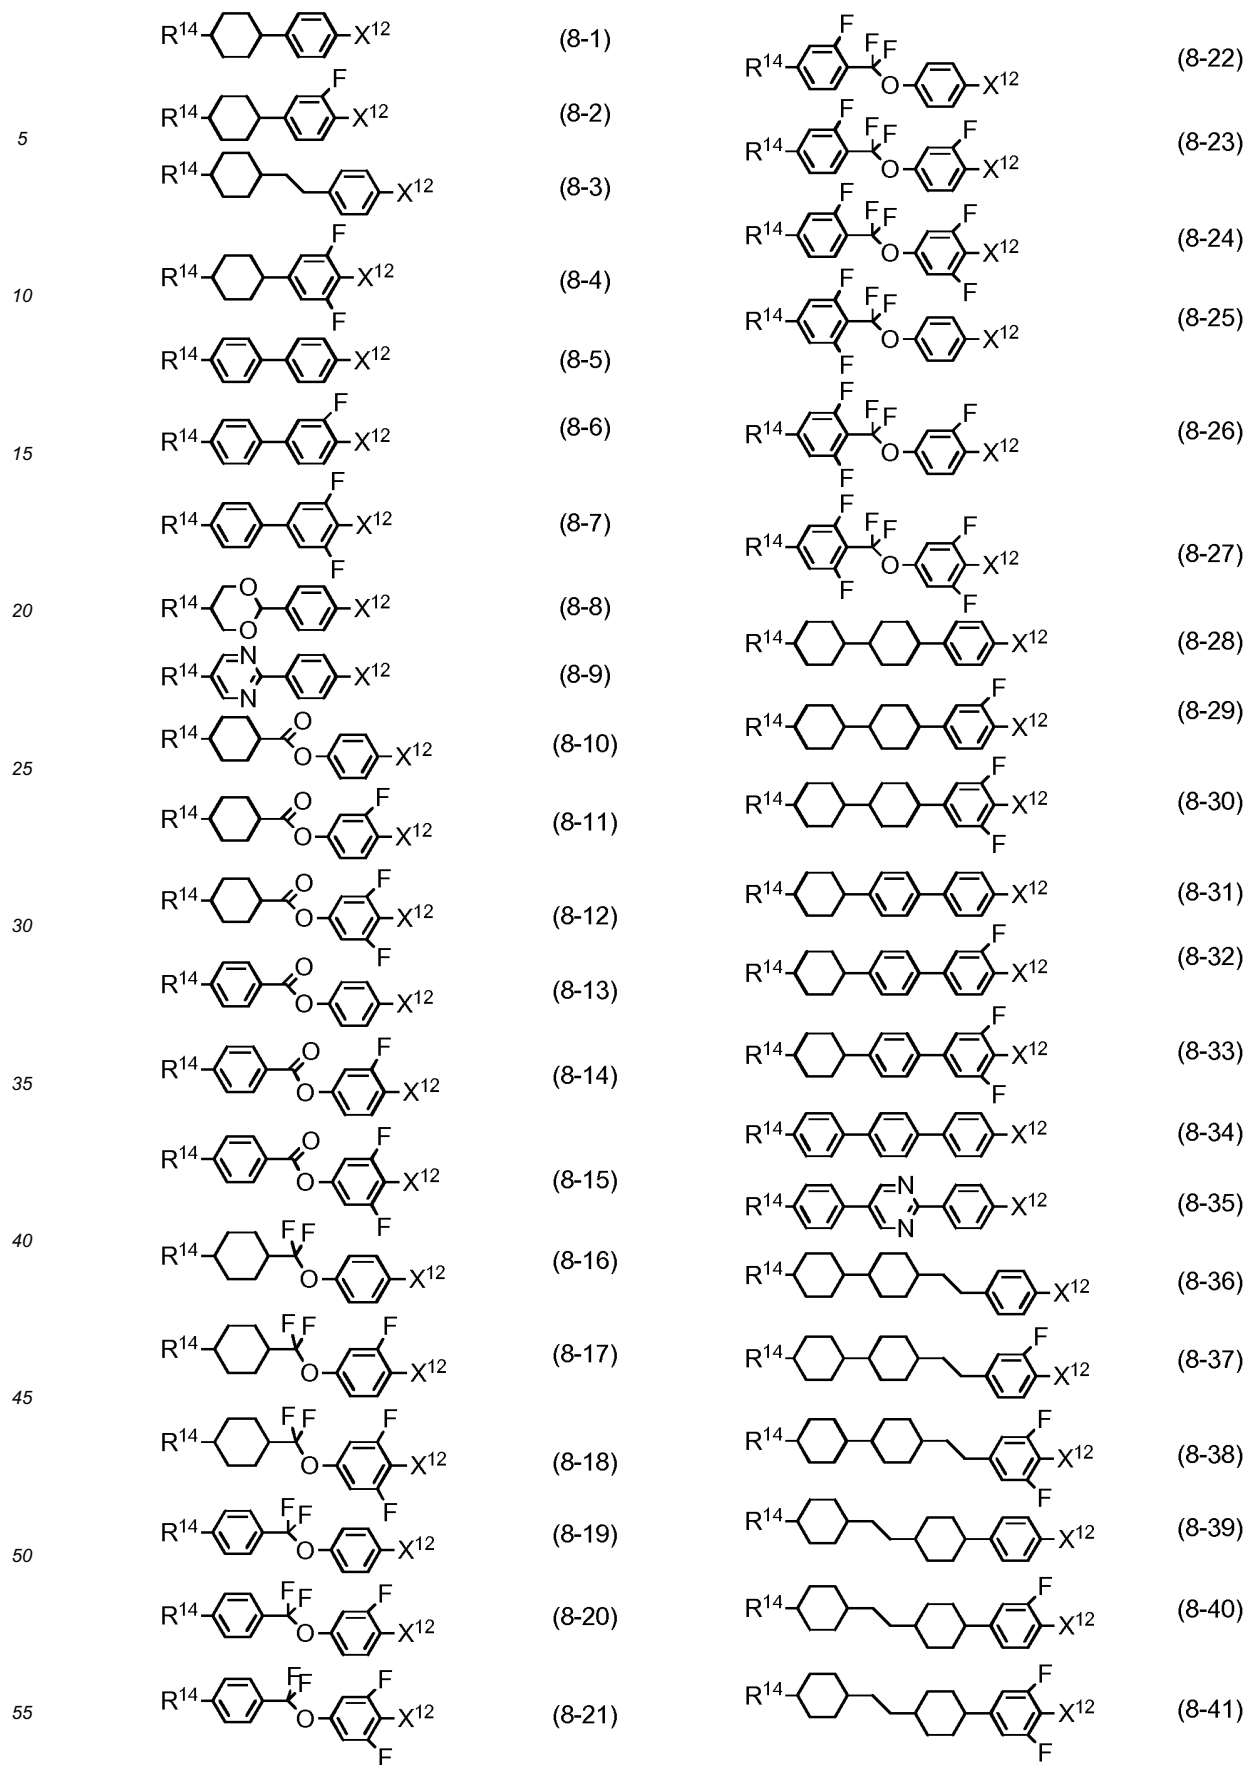 R¹⁴ X¹² (8-1)
F
R¹⁴ X¹² (8-2)
5
R¹⁴ X¹² (8-3)
F
R¹⁴ X¹² (8-4)
10
F
R¹⁴ X¹² (8-5)
F
R¹⁴ X¹² (8-6)
15
F
R¹⁴ X¹² (8-7)
F
O
R¹⁴ X¹² (8-8)
20
O
N
R¹⁴ X¹² (8-9)
N
O
R¹⁴ O X¹² (8-10)
25
O F
R¹⁴ O X¹² (8-11)
O F
R¹⁴ O X¹² (8-12)
30
F
O
R¹⁴ O X¹² (8-13)
O F
R¹⁴ O X¹² (8-14)
35
O F
R¹⁴ O X¹² (8-15)
F
40
F F
R¹⁴ O X¹² (8-16)
F F F
R¹⁴ O X¹² (8-17)
45
F F F
R¹⁴ O X¹² (8-18)
F
F F
R¹⁴ O X¹² (8-19)
50
F F F
R¹⁴ O X¹² (8-20)
F F F
R¹⁴ O X¹² (8-21)
55
F
F F F
R¹⁴ O X¹² (8-22)
F F F F
R¹⁴ O X¹² (8-23)
F F F F
R¹⁴ O X¹² (8-24)
F
F F F
R¹⁴ O X¹² (8-25)
F
F F F F
R¹⁴ O X¹² (8-26)
F
F F F F
R¹⁴ O X¹² (8-27)
F F
R¹⁴ X¹² (8-28)
F
R¹⁴ X¹² (8-29)
F
R¹⁴ X¹² (8-30)
F
R¹⁴ X¹² (8-31)
F
R¹⁴ X¹² (8-32)
F
R¹⁴ X¹² (8-33)
F
R¹⁴ X¹² (8-34)
N
R¹⁴ X¹² (8-35)
N
R¹⁴ X¹² (8-36)
F
R¹⁴ X¹² (8-37)
F
R¹⁴ X¹² (8-38)
F
R¹⁴ X¹² (8-39)
F
R¹⁴ X¹² (8-40)
F
R¹⁴ X¹² (8-41)
F